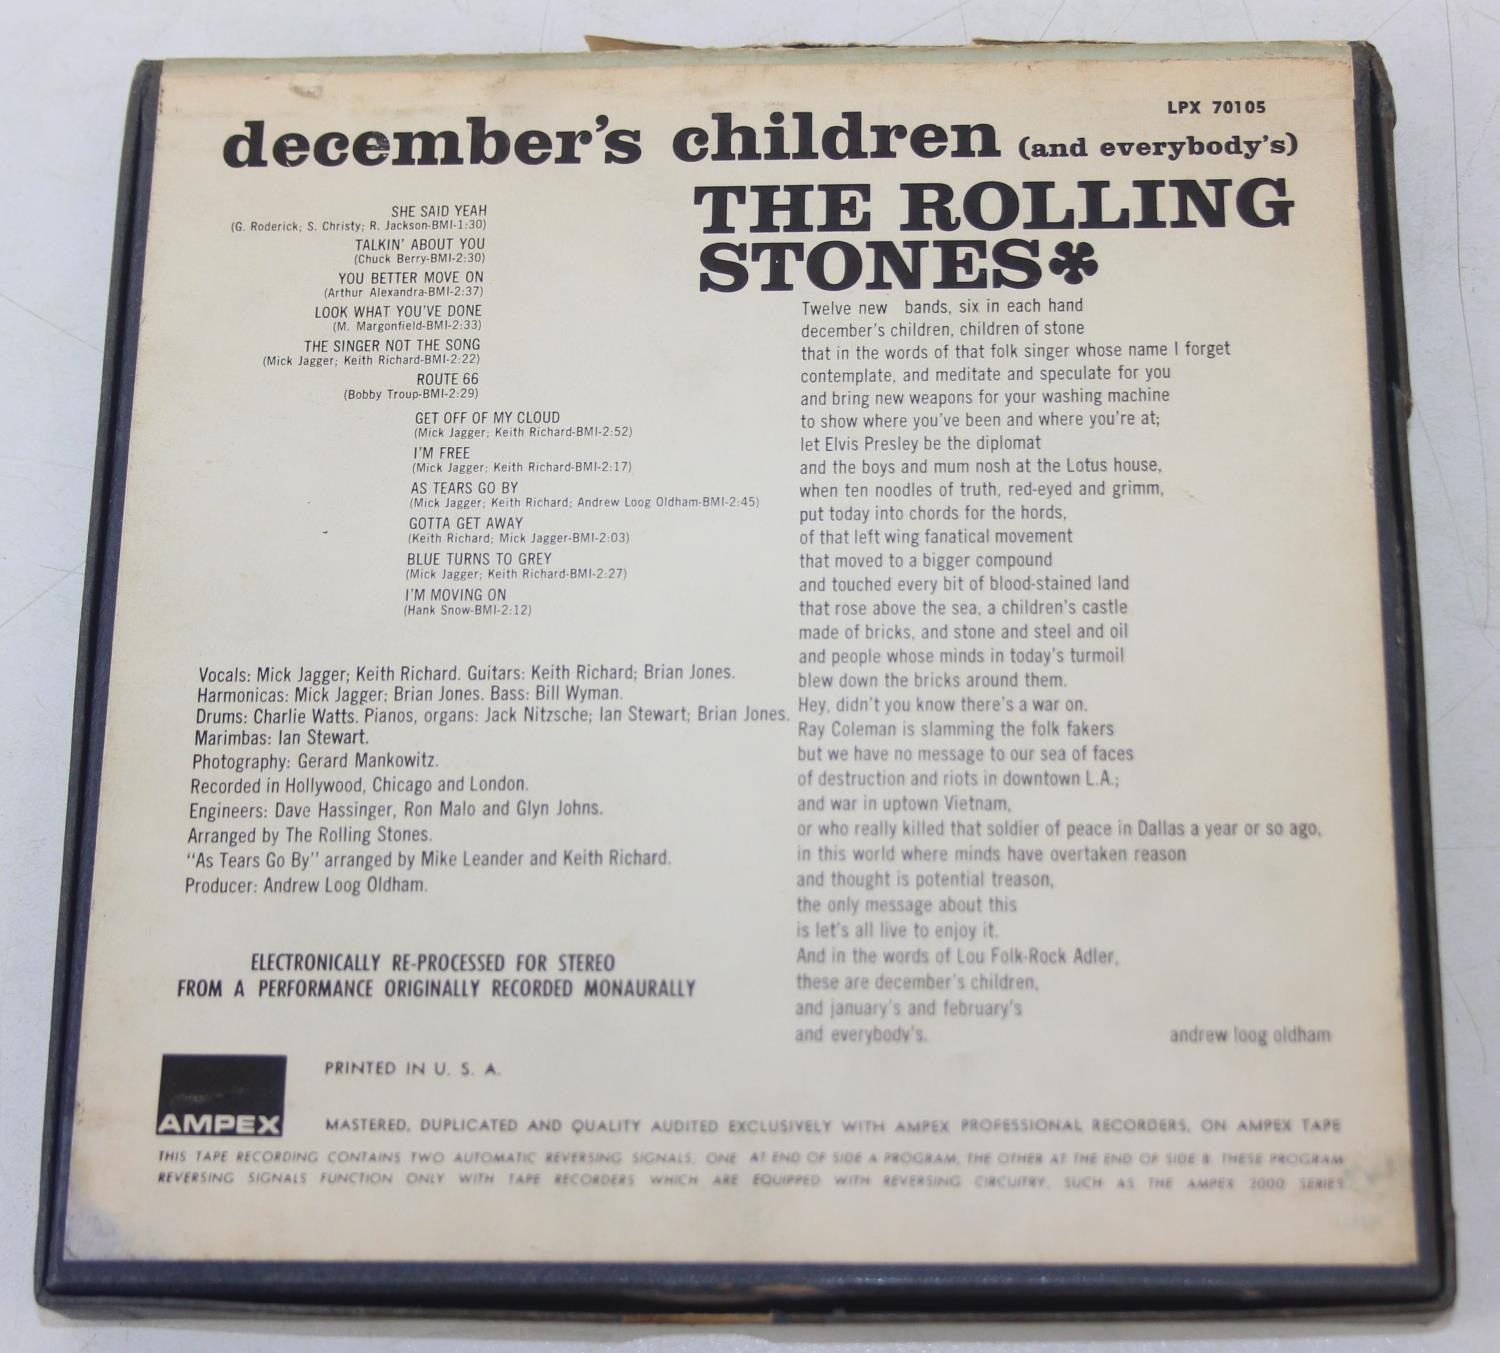 LPX 70105
december's children (and everybody's)
THE ROLLING
STONES✽
SHE SAID YEAH
(G. Roderick; S. Christy; R. Jackson-BMI-1:30)
TALKIN' ABOUT YOU
(Chuck Berry-BMI-2:30)
YOU BETTER MOVE ON
(Arthur Alexandra-BMI-2:37)
LOOK WHAT YOU'VE DONE
(M. Margonfield-BMI-2:33)
THE SINGER NOT THE SONG
(Mick Jagger; Keith Richard-BMI-2:22)
ROUTE 66
(Bobby Troup-BMI-2:29)
GET OFF OF MY CLOUD
(Mick Jagger; Keith Richard-BMI-2:52)
I'M FREE
(Mick Jagger; Keith Richard-BMI-2:17)
AS TEARS GO BY
(Mick Jagger; Keith Richard; Andrew Loog Oldham-BMI-2:45)
GOTTA GET AWAY
(Keith Richard; Mick Jagger-BMI-2:03)
BLUE TURNS TO GREY
(Mick Jagger; Keith Richard-BMI-2:27)
I'M MOVING ON
(Hank Snow-BMI-2:12)
Vocals: Mick Jagger; Keith Richard. Guitars: Keith Richard; Brian Jones.
Harmonicas: Mick Jagger; Brian Jones. Bass: Bill Wyman.
Drums: Charlie Watts. Pianos, organs: Jack Nitzsche; Ian Stewart; Brian Jones.
Marimbas: Ian Stewart.
Photography: Gerard Mankowitz.
Recorded in Hollywood, Chicago and London.
Engineers: Dave Hassinger, Ron Malo and Glyn Johns.
Arranged by The Rolling Stones.
"As Tears Go By" arranged by Mike Leander and Keith Richard.
Producer: Andrew Loog Oldham.
ELECTRONICALLY RE-PROCESSED FOR STEREO
FROM A PERFORMANCE ORIGINALLY RECORDED MONAURALLY
Twelve new bands, six in each hand
december's children, children of stone
that in the words of that folk singer whose name I forget
contemplate, and meditate and speculate for you
and bring new weapons for your washing machine
to show where you've been and where you're at;
let Elvis Presley be the diplomat
and the boys and mum nosh at the Lotus house,
when ten noodles of truth, red-eyed and grimm,
put today into chords for the hords,
of that left wing fanatical movement
that moved to a bigger compound
and touched every bit of blood-stained land
that rose above the sea, a children's castle
made of bricks, and stone and steel and oil
and people whose minds in today's turmoil
blew down the bricks around them.
Hey, didn't you know there's a war on.
Ray Coleman is slamming the folk fakers
but we have no message to our sea of faces
of destruction and riots in downtown L.A.;
and war in uptown Vietnam,
or who really killed that soldier of peace in Dallas a year or so ago,
in this world where minds have overtaken reason
and thought is potential treason,
the only message about this
is let's all live to enjoy it.
And in the words of Lou Folk-Rock Adler,
these are december's children,
and january's and february's
and everybody's.
andrew loog oldham
AMPEX
PRINTED IN U. S. A.
MASTERED, DUPLICATED AND QUALITY AUDITED EXCLUSIVELY WITH AMPEX PROFESSIONAL RECORDERS, ON AMPEX TAPE
THIS TAPE RECORDING CONTAINS TWO AUTOMATIC REVERSING SIGNALS, ONE AT END OF SIDE A PROGRAM, THE OTHER AT THE END OF SIDE B. THESE PROGRAM
REVERSING SIGNALS FUNCTION ONLY WITH TAPE RECORDERS WHICH ARE EQUIPPED WITH REVERSING CIRCUITRY, SUCH AS THE AMPEX 2000 SERIES